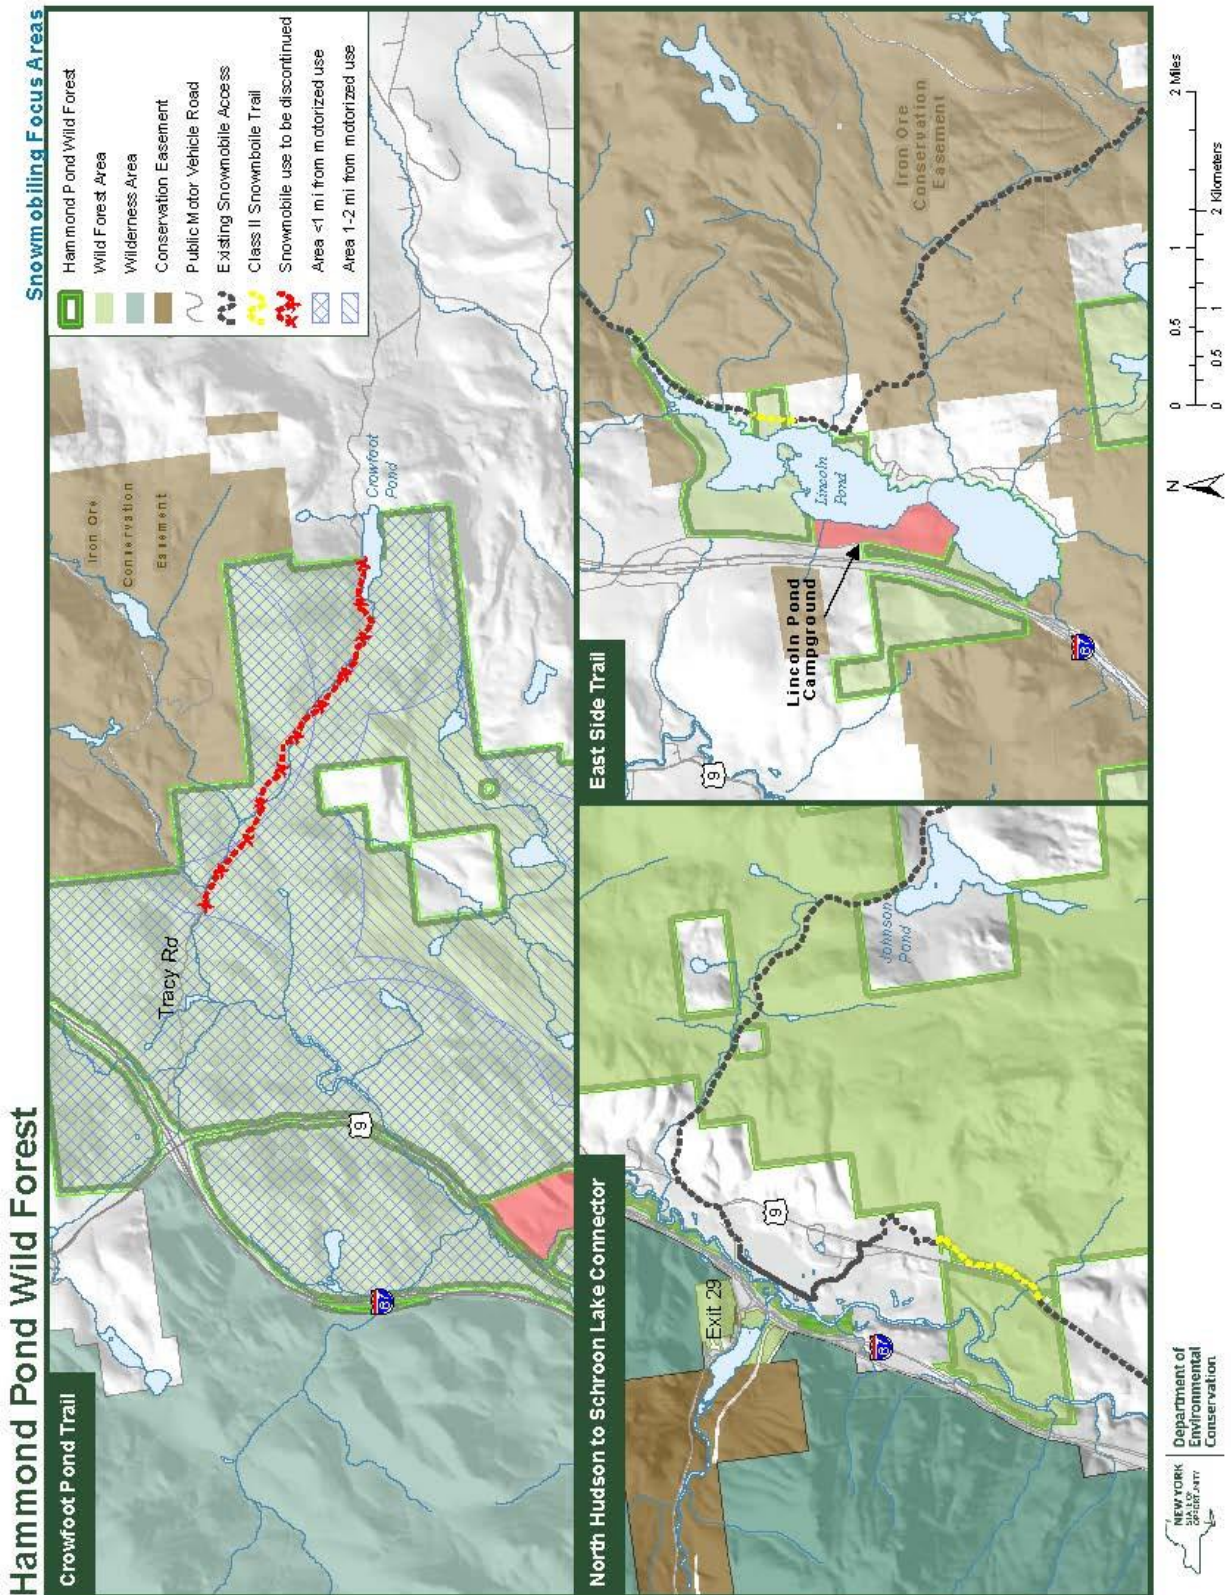 Hammond Pond Wild Forest
Snowmobiling Focus Areas
Crowfoot Pond Trail
Hammond Pond Wild Forest
Wild Forest Area
Wilderness Area
Conservation Easement
Public Motor Vehicle Road
Existing Snowmobile Access
Class II Snowmboile Trail
Snowmobile use to be discontinued
Area <1 mi from motorized use
Area 1-2 mi from motorized use
Iron Ore
Conservation
Easement
Tracy Rd
Crowfoot
Pond
9
87
North Hudson to Schroon Lake Connector
Exit 29
9
87
Johnson
Pond
East Side Trail
9
Lincoln Pond
Campground
Lincoln
Pond
87
Iron Ore
Conservation
Easement
NEW YORK
STATE OF
OPPORTUNITY
Department of
Environmental
Conservation
N
0 0.5 1 2 Miles
0 0.5 1 2 Kilometers